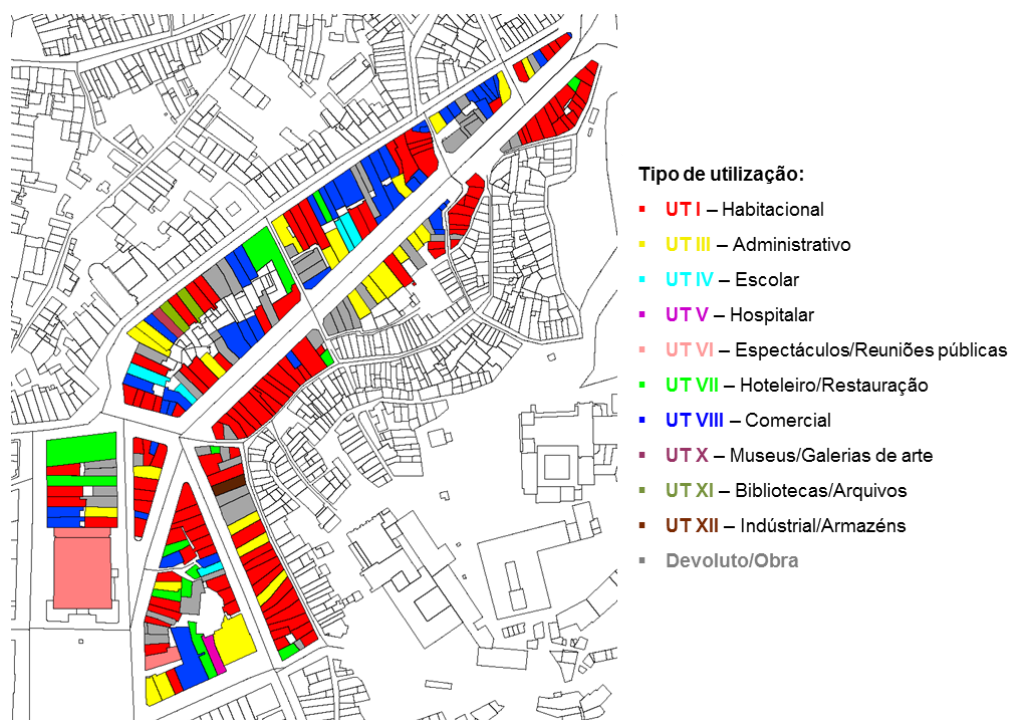 Tipo de utilização:
▪ UT I – Habitacional
▪ UT III – Administrativo
▪ UT IV – Escolar
▪ UT V – Hospitalar
▪ UT VI – Espectáculos/Reuniões públicas
▪ UT VII – Hoteleiro/Restauração
▪ UT VIII – Comercial
▪ UT X – Museus/Galerias de arte
▪ UT XI – Bibliotecas/Arquivos
▪ UT XII – Indústrial/Armazéns
▪ Devoluto/Obra